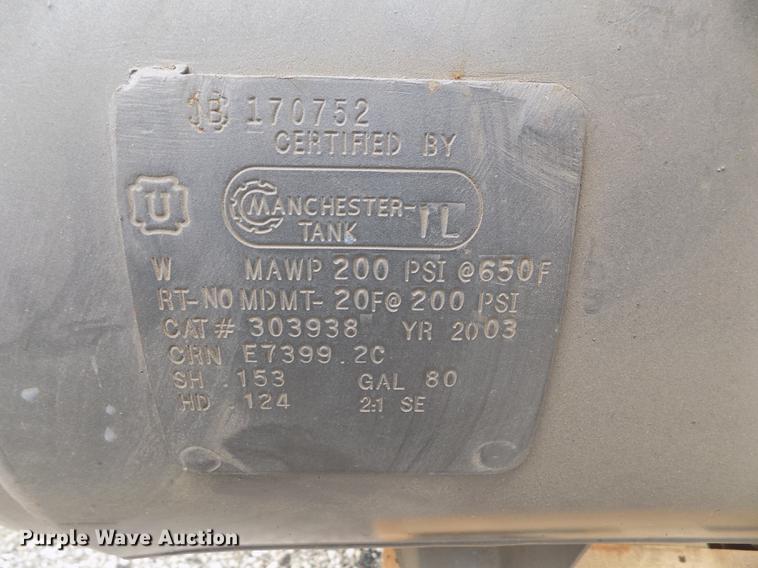 NB 170752
CERTIFIED BY
U
MANCHESTER-
TANK IL
W MAWP 200 PSI @650F
RT-NO MDMT-20F@ 200 PSI
CAT# 303938 YR 2003
CRN E7399.2C
SH .153 GAL 80
HD .124 2:1 SE
Purple Wave Auction